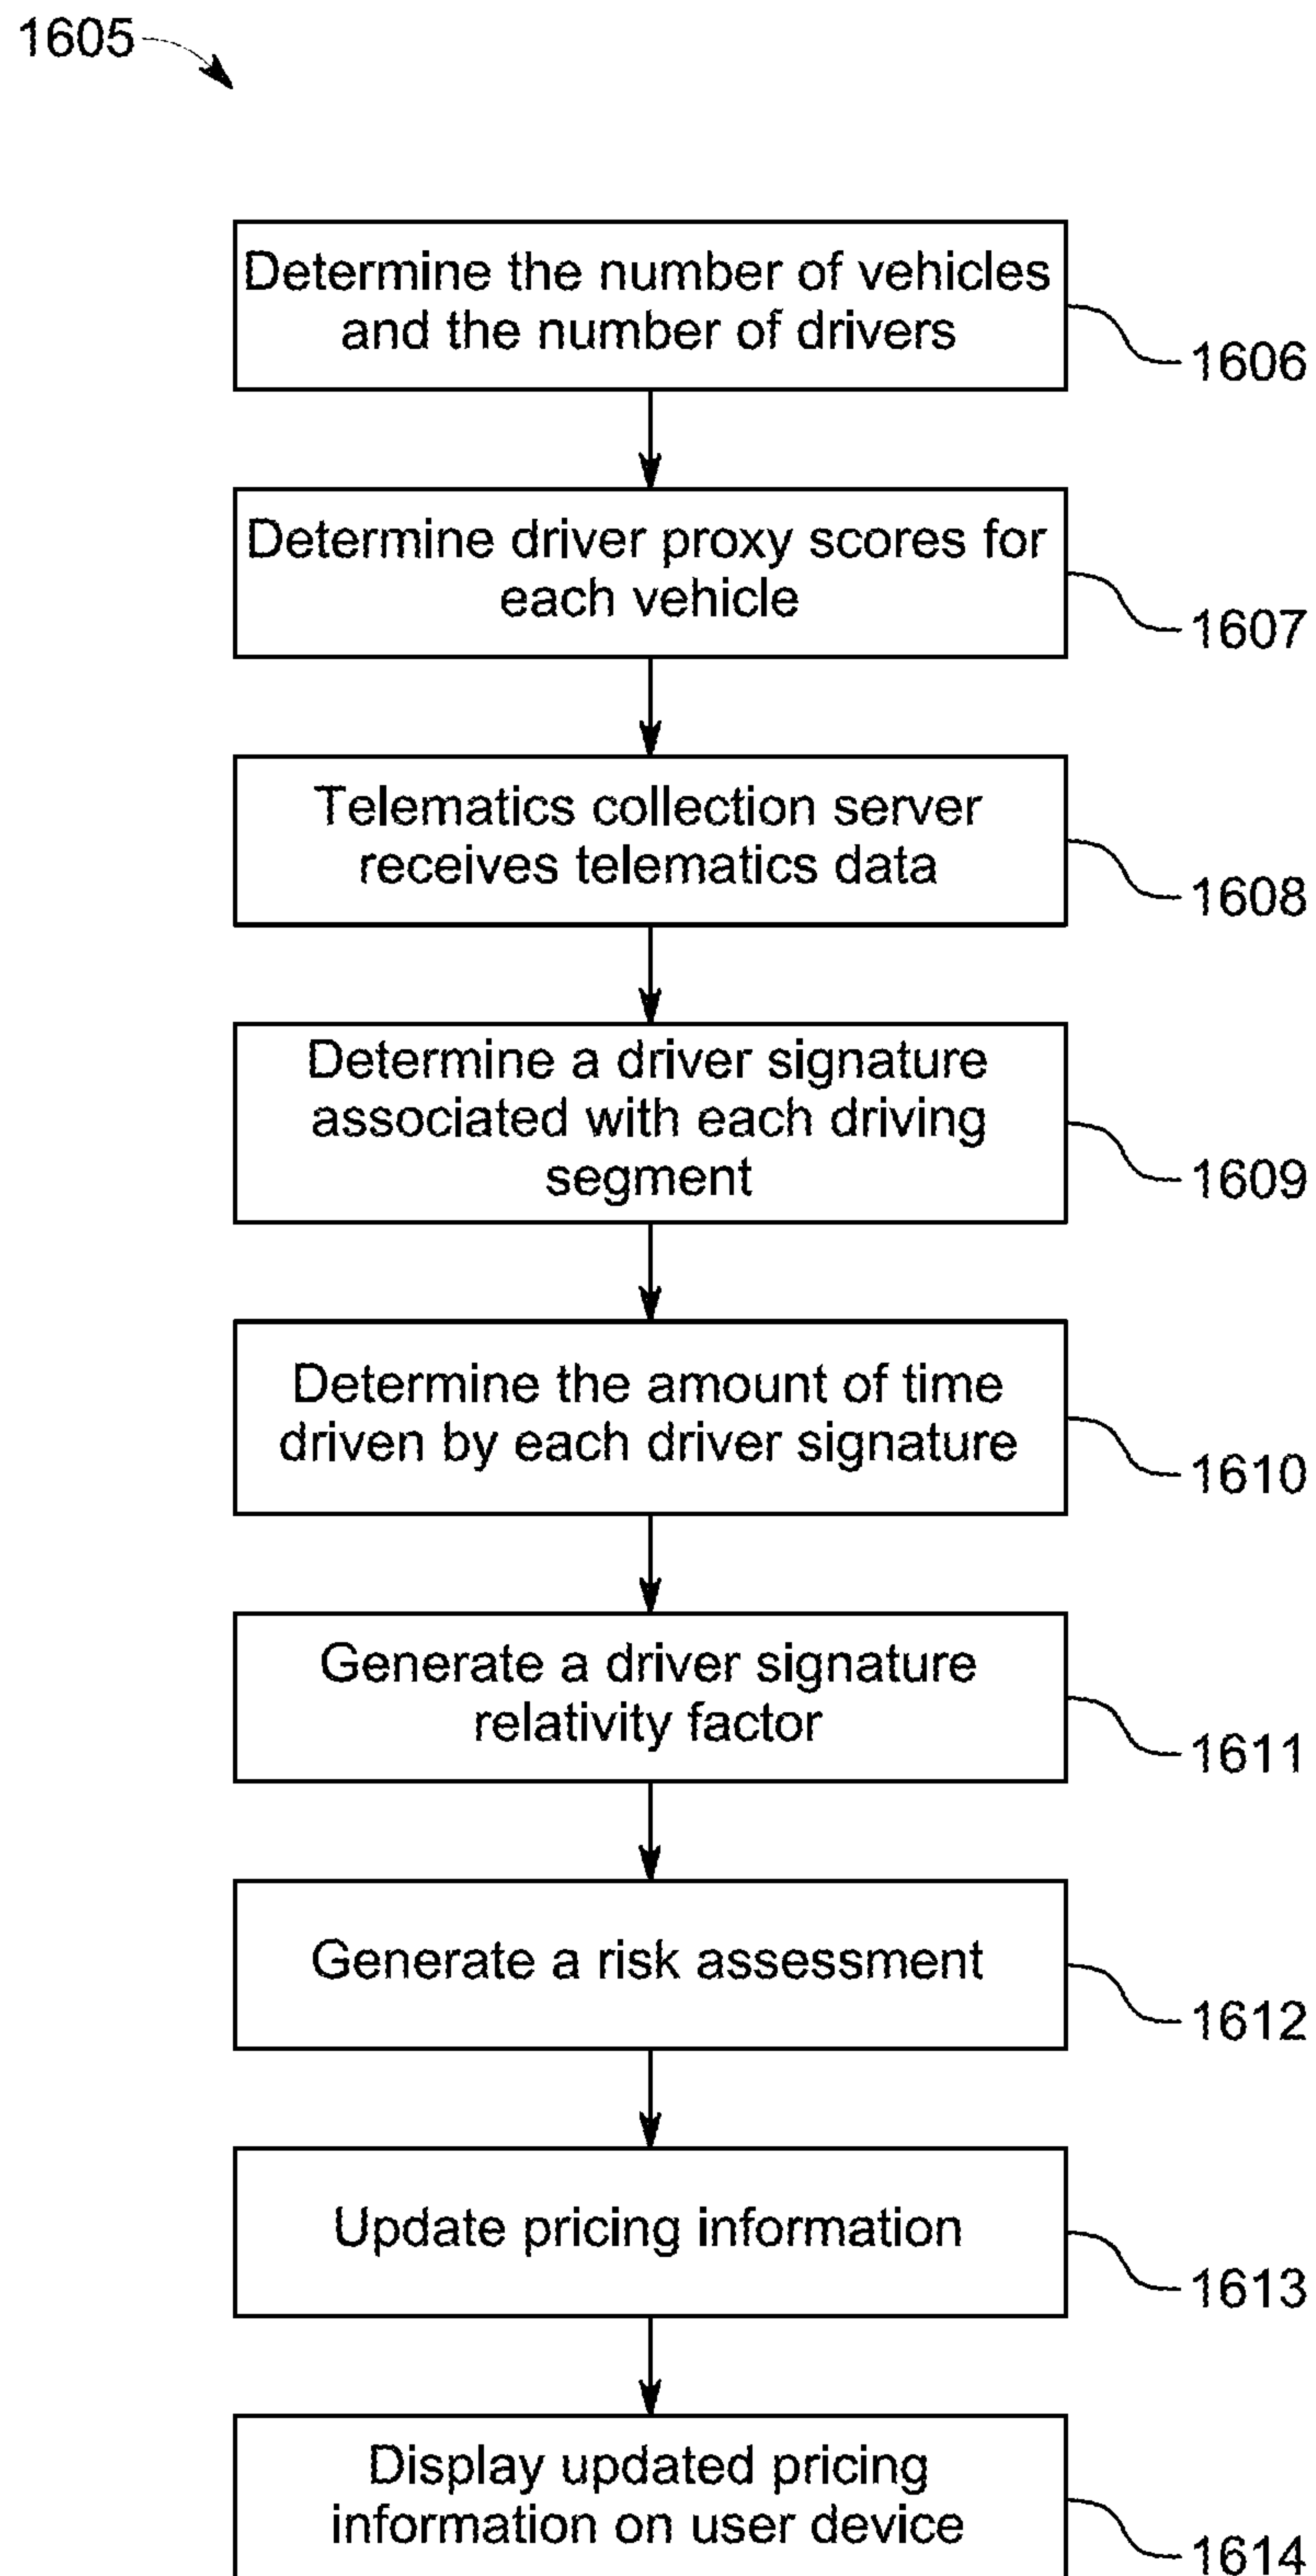 1605
Determine the number of vehicles
and the number of drivers
1606
Determine driver proxy scores for
each vehicle
1607
Telematics collection server
receives telematics data
1608
Determine a driver signature
associated with each driving
segment
1609
Determine the amount of time
driven by each driver signature
1610
Generate a driver signature
relativity factor
1611
Generate a risk assessment
1612
Update pricing information
1613
Display updated pricing
information on user device
1614